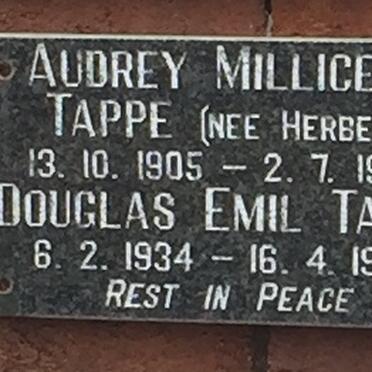 AUDREY MILLICE
TAPPE (NEE HERBE
13. 10. 1905 – 2. 7. 19
DOUGLAS EMIL TA
6. 2. 1934 – 16. 4. 19
REST IN PEACE